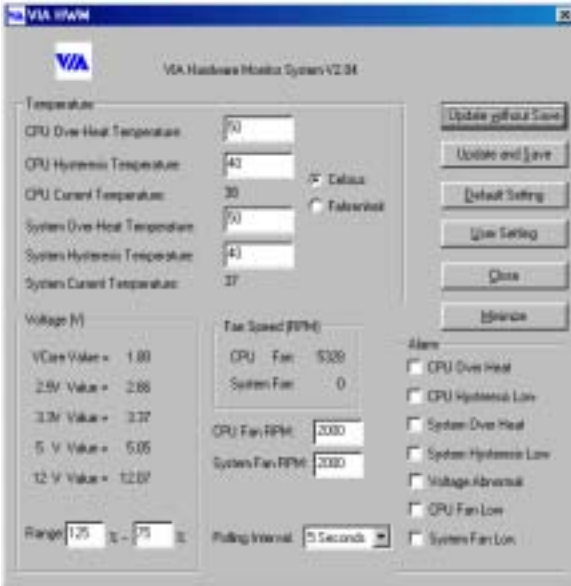 VIA HWM
VIA
VIA Hardware Monitor System V2.04
Temperature
CPU Over Heat Temperature: 50
CPU Hysteresis Temperature: 40
CPU Current Temperature: 38
Celsius
Fahrenheit
System Over Heat Temperature: 50
System Hysteresis Temperature: 40
System Current Temperature: 37
Update without Save
Update and Save
Default Setting
User Setting
Close
Minimize
Voltage (V)
VCore Value =
2.5V Value =
3.3V Value = 3.37
5 V Value = 5.05
12 V Value = 12.07
Range 125 % ~ 75 %
Fan Speed (RPM)
CPU Fan: 5328
System Fan: 0
CPU Fan RPM: 2000
System Fan RPM: 2000
Polling Interval: 5 Seconds
Alarm
CPU Over Heat
CPU Hysteresis Low
System Over Heat
System Hysteresis Low
Voltage Abnormal
CPU Fan Low
System Fan Low